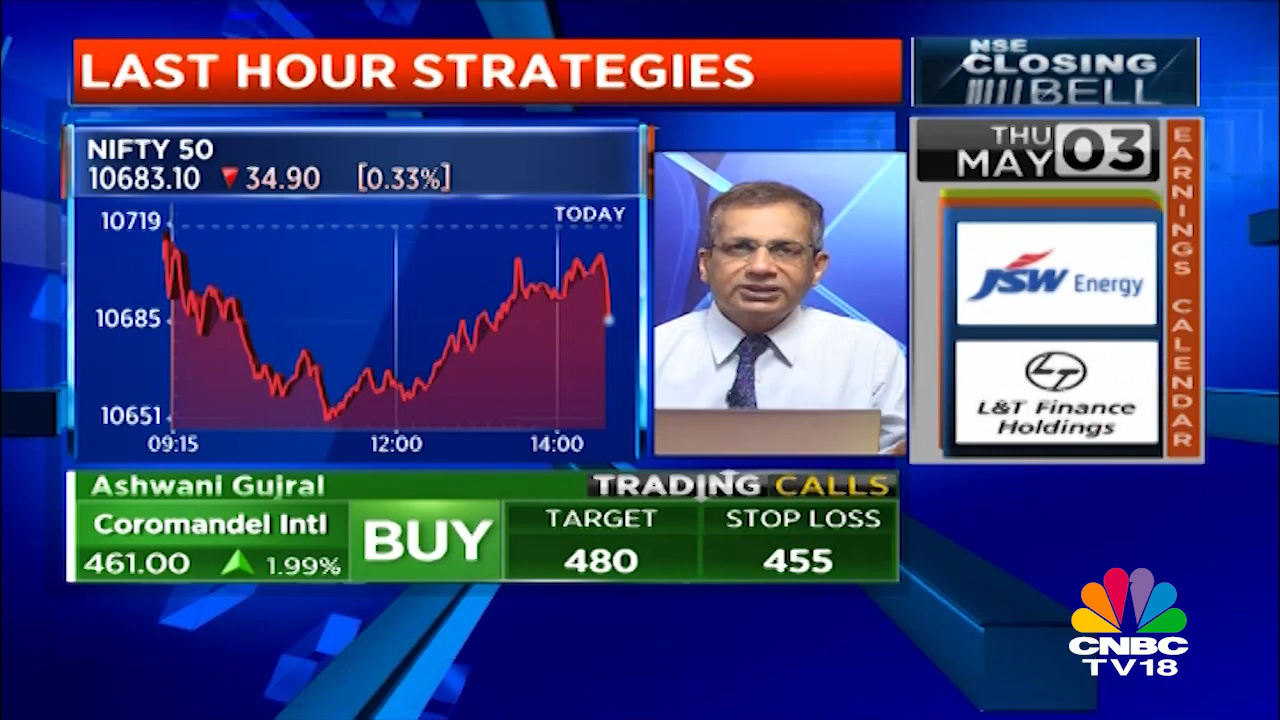 LAST HOUR STRATEGIES
NSE
CLOSING
BELL
NIFTY 50
10683.10 ▼ 34.90 [0.33%]
TODAY
10719
10685
10651
09:15 12:00 14:00
THU
MAY 03
EARNINGS CALENDAR
JSW Energy
L&T Finance
Holdings
Ashwani Gujral
TRADING CALLS
Coromandel Intl
461.00 ▲ 1.99%
BUY
TARGET STOP LOSS
480 455
CNBC
TV18